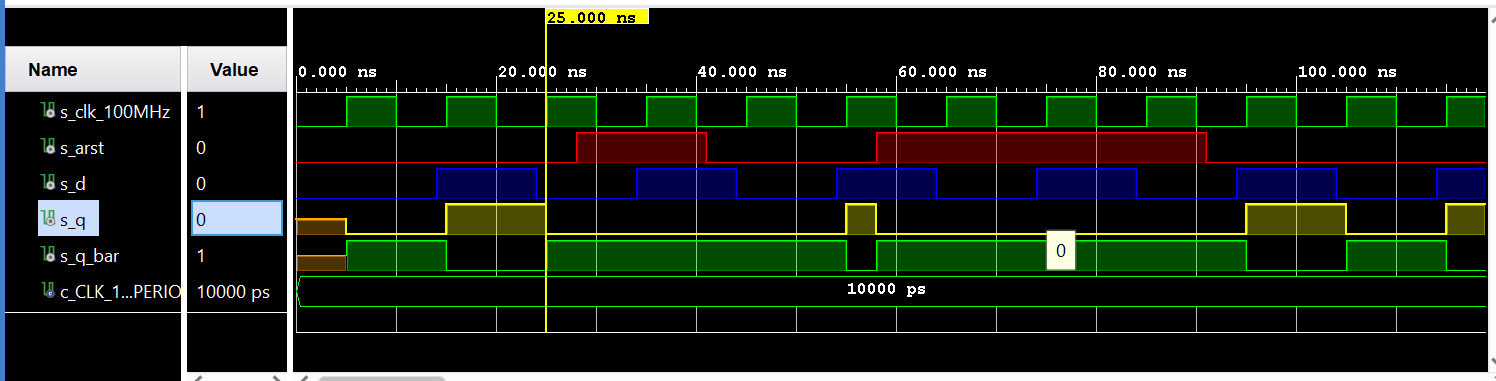 25.000 ns
Name Value
0.000 ns 20.000 ns 40.000 ns 60.000 ns 80.000 ns 100.000 ns
s_clk_100MHz 1
s_arst 0
s_d 0
s_q 0
s_q_bar 1
0
c_CLK_1...PERIO 10000 ps 10000 ps